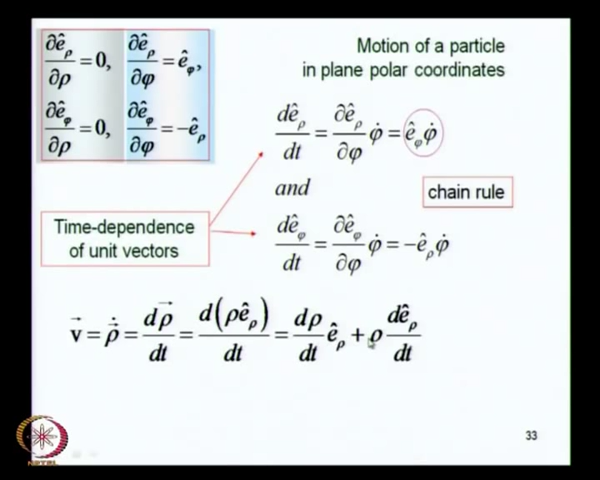 ∂ê_ρ/∂ρ = 0, ∂ê_ρ/∂φ = ê_φ,
∂ê_φ/∂ρ = 0, ∂ê_φ/∂φ = −ê_ρ
Motion of a particle
in plane polar coordinates
dê_ρ/dt = ∂ê_ρ/∂φ φ̇ = ê_φ φ̇
and
chain rule
Time-dependence
of unit vectors
dê_φ/dt = ∂ê_φ/∂φ φ̇ = −ê_ρ φ̇
v⃗ = ρ⃗̇ = dρ⃗/dt = d(ρê_ρ)/dt = dρ/dt ê_ρ + ρ dê_ρ/dt
33
NPTEL